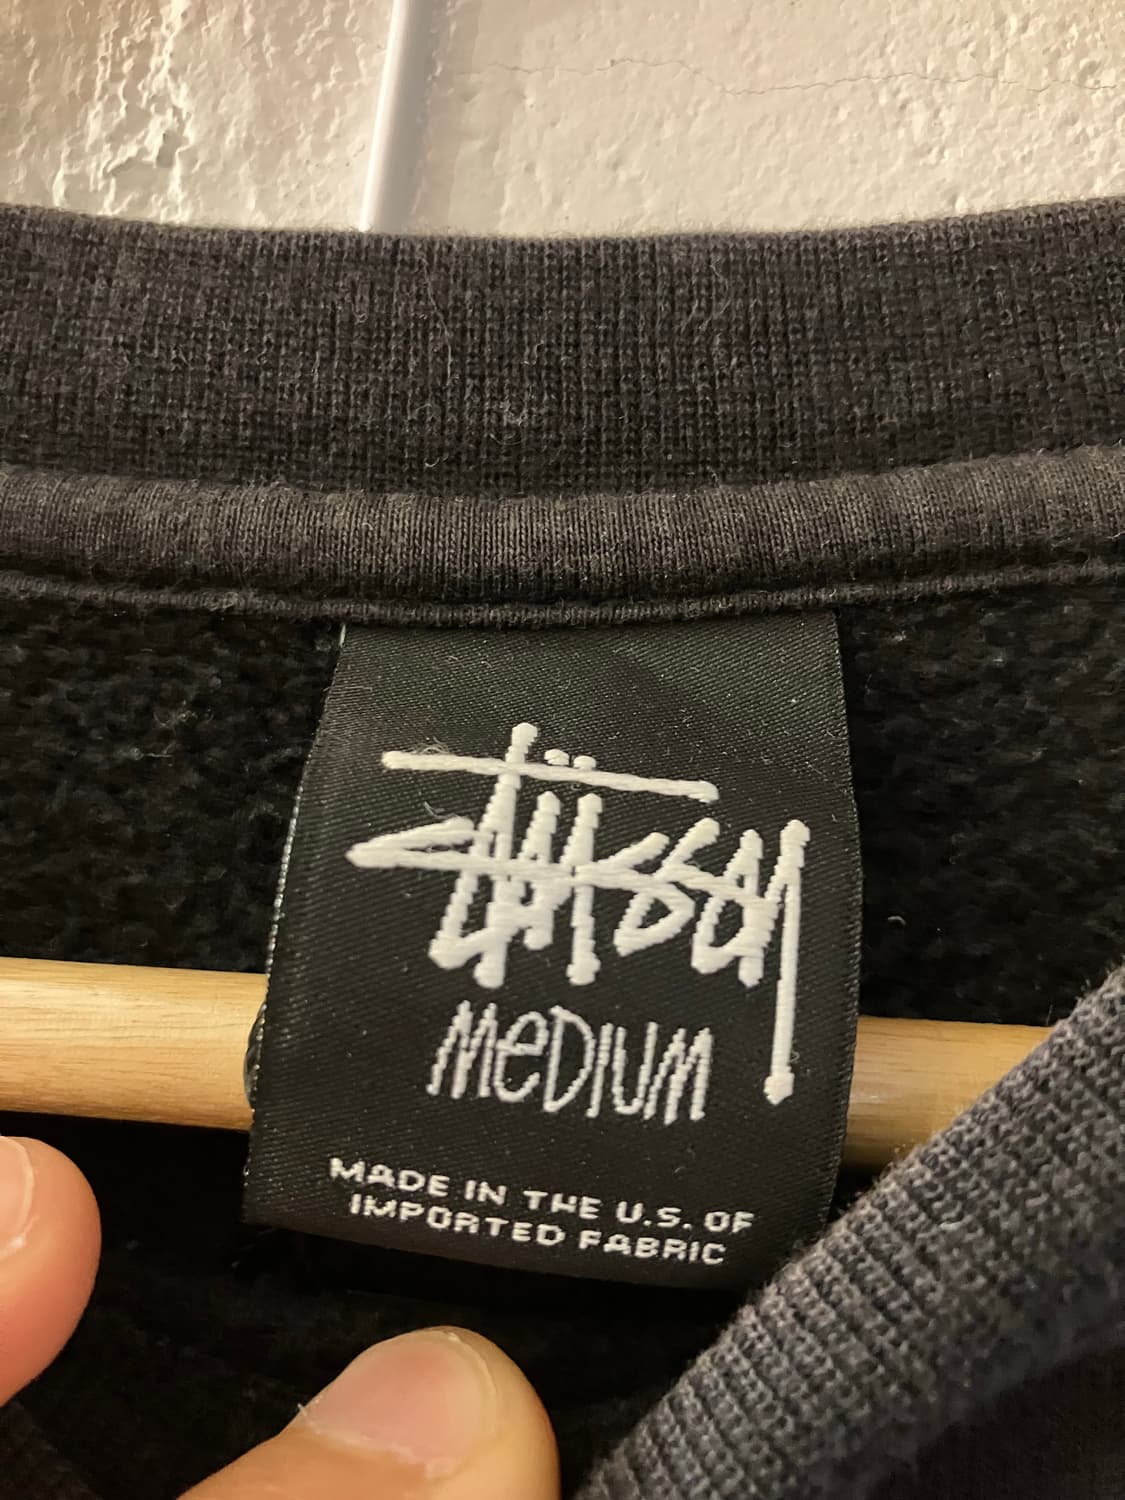 Stüssy
MeDIUM
MADE IN THE U.S. OF
IMPORTED FABRIC